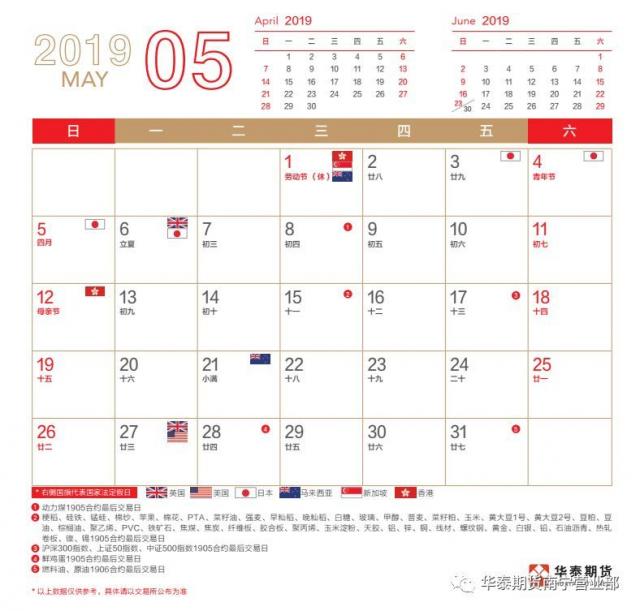 2019
MAY
05
April 2019
日 一 二 三 四 五 六
1 2 3 4 5 6
7 8 9 10 11 12 13
14 15 16 17 18 19 20
21 22 23 24 25 26 27
28 29 30
June 2019
日 一 二 三 四 五 六
1
2 3 4 5 6 7 8
9 10 11 12 13 14 15
16 17 18 19 20 21 22
23/30 24 25 26 27 28 29
日 一 二 三 四 五 六
1 2 3 4
劳动节（休） 廿八 廿九 青年节
5 6 7 8 ① 9 10 11
四月 立夏 初三 初四 初五 初六 初七
12 13 14 15 ② 16 17 ③ 18
母亲节 初九 初十 十一 十二 十三 十四
19 20 21 22 23 24 25
十五 十六 小满 十八 十九 二十 廿一
26 27 28 ④ 29 30 31 ⑤
廿二 廿三 廿四 廿五 廿六 廿七
* 右侧国旗代表国家法定假日 英国 美国 日本 马来西亚 新加坡 香港
① 动力煤1905合约最后交易日
② 粳稻、硅铁、锰硅、棉纱、苹果、棉花、PTA、菜籽油、强麦、早籼稻、晚籼稻、白糖、玻璃、甲醇、普麦、菜籽粕、玉米、黄大豆1号、黄大豆2号、豆粕、豆
油、棕榈油、聚乙烯、PVC、铁矿石、焦煤、焦炭、纤维板、胶合板、聚丙烯、玉米淀粉、天胶、铝、锌、铜、线材、螺纹钢、黄金、白银、铅、石油沥青、热轧
卷板、镍、锡1905合约最后交易日
③ 沪深300指数、上证50指数、中证500指数1905合约最后交易日
④ 鲜鸡蛋1905合约最后交易日
⑤ 燃料油、原油1906合约最后交易日
* 以上数据仅供参考，具体请以交易所公布为准
华泰期货
华泰期货南宁营业部